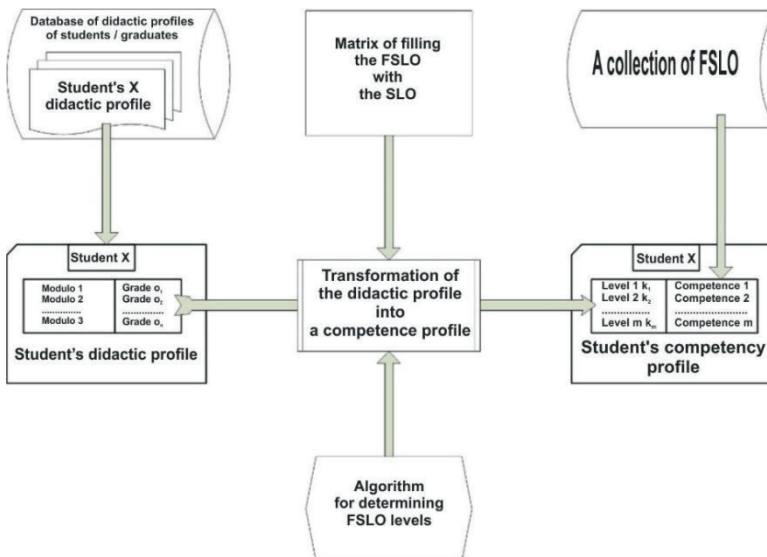 Database of didactic profiles
of students / graduates
Student's X
didactic profile
Matrix of filling
the FSLO
with
the SLO
A collection of FSLO
Student X
Modulo 1
Modulo 2
..............
Modulo 3
Grade o₁
Grade o₂
............
Grade oₙ
Student's didactic profile
Transformation of
the didactic profile
into
a competence profile
Student X
Level 1 k₁
Level 2 k₂
..................
Level m kₘ
Competence 1
Competence 2
.......................
Competence m
Student's competency
profile
Algorithm
for determining
FSLO levels